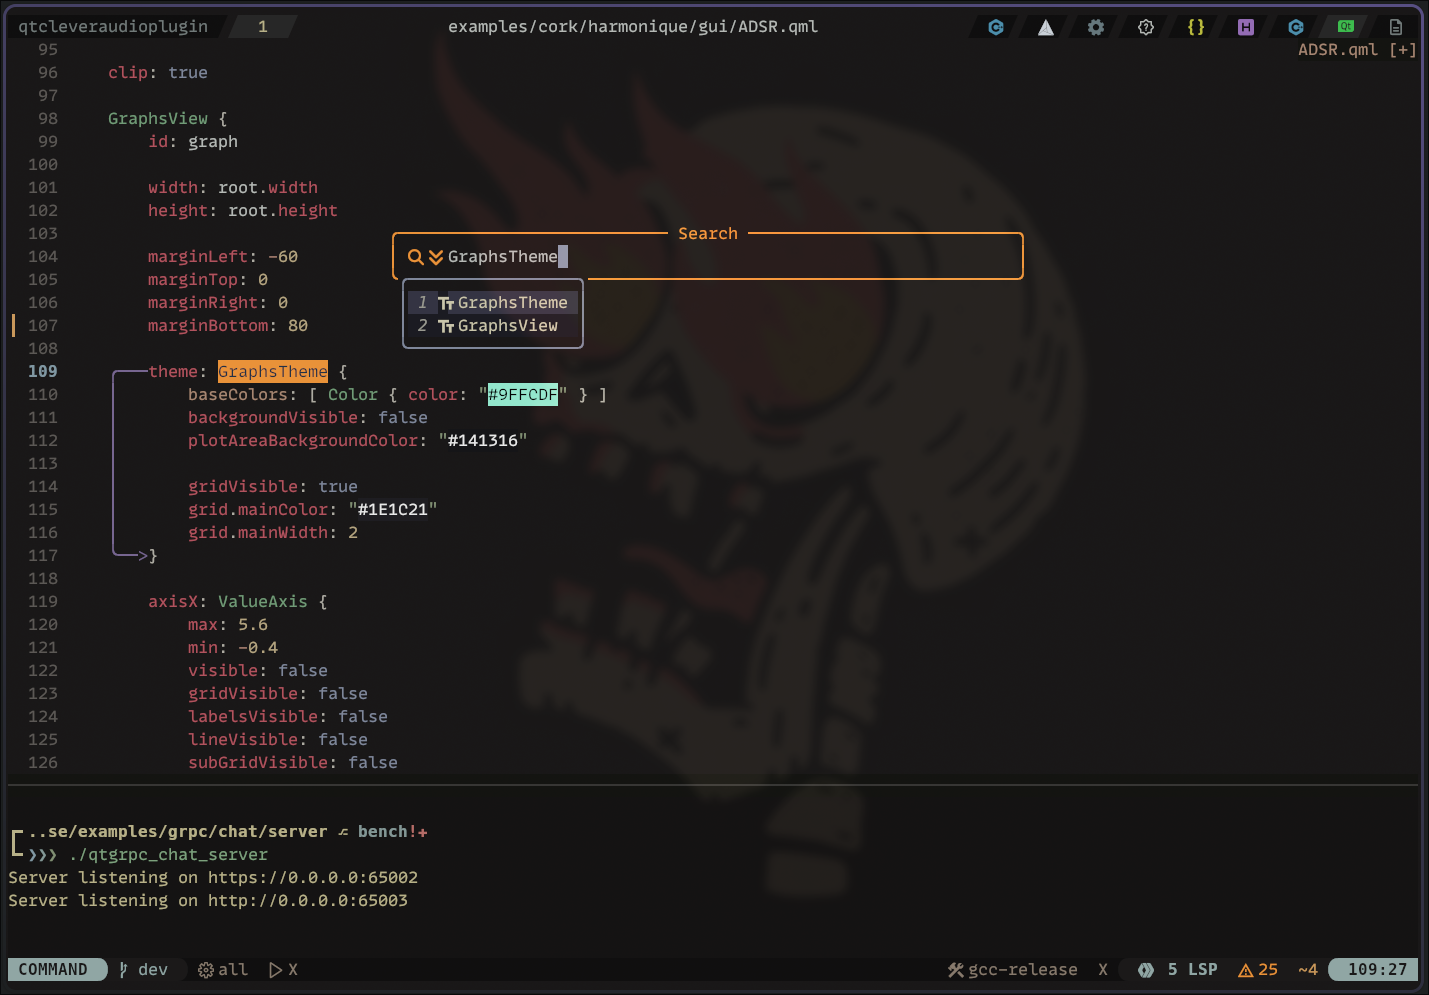 qtcleveraudioplugin 1 examples/cork/harmonique/gui/ADSR.qml
ADSR.qml [+]
95
96 clip: true
97
98 GraphsView {
99 id: graph
100
101 width: root.width
102 height: root.height
103
Search
104 marginLeft: -60
GraphsTheme
105 marginTop: 0
106 marginRight: 0
1 GraphsTheme
107 marginBottom: 80
2 GraphsView
108
109 theme: GraphsTheme {
110 baseColors: [ Color { color: "#9FFCDF" } ]
111 backgroundVisible: false
112 plotAreaBackgroundColor: "#141316"
113
114 gridVisible: true
115 grid.mainColor: "#1E1C21"
116 grid.mainWidth: 2
117 }
118
119 axisX: ValueAxis {
120 max: 5.6
121 min: -0.4
122 visible: false
123 gridVisible: false
124 labelsVisible: false
125 lineVisible: false
126 subGridVisible: false
..se/examples/grpc/chat/server bench!+
❯❯❯ ./qtgrpc_chat_server
Server listening on https://0.0.0.0:65002
Server listening on http://0.0.0.0:65003
COMMAND dev all X gcc-release X 5 LSP 25 ~4 109:27